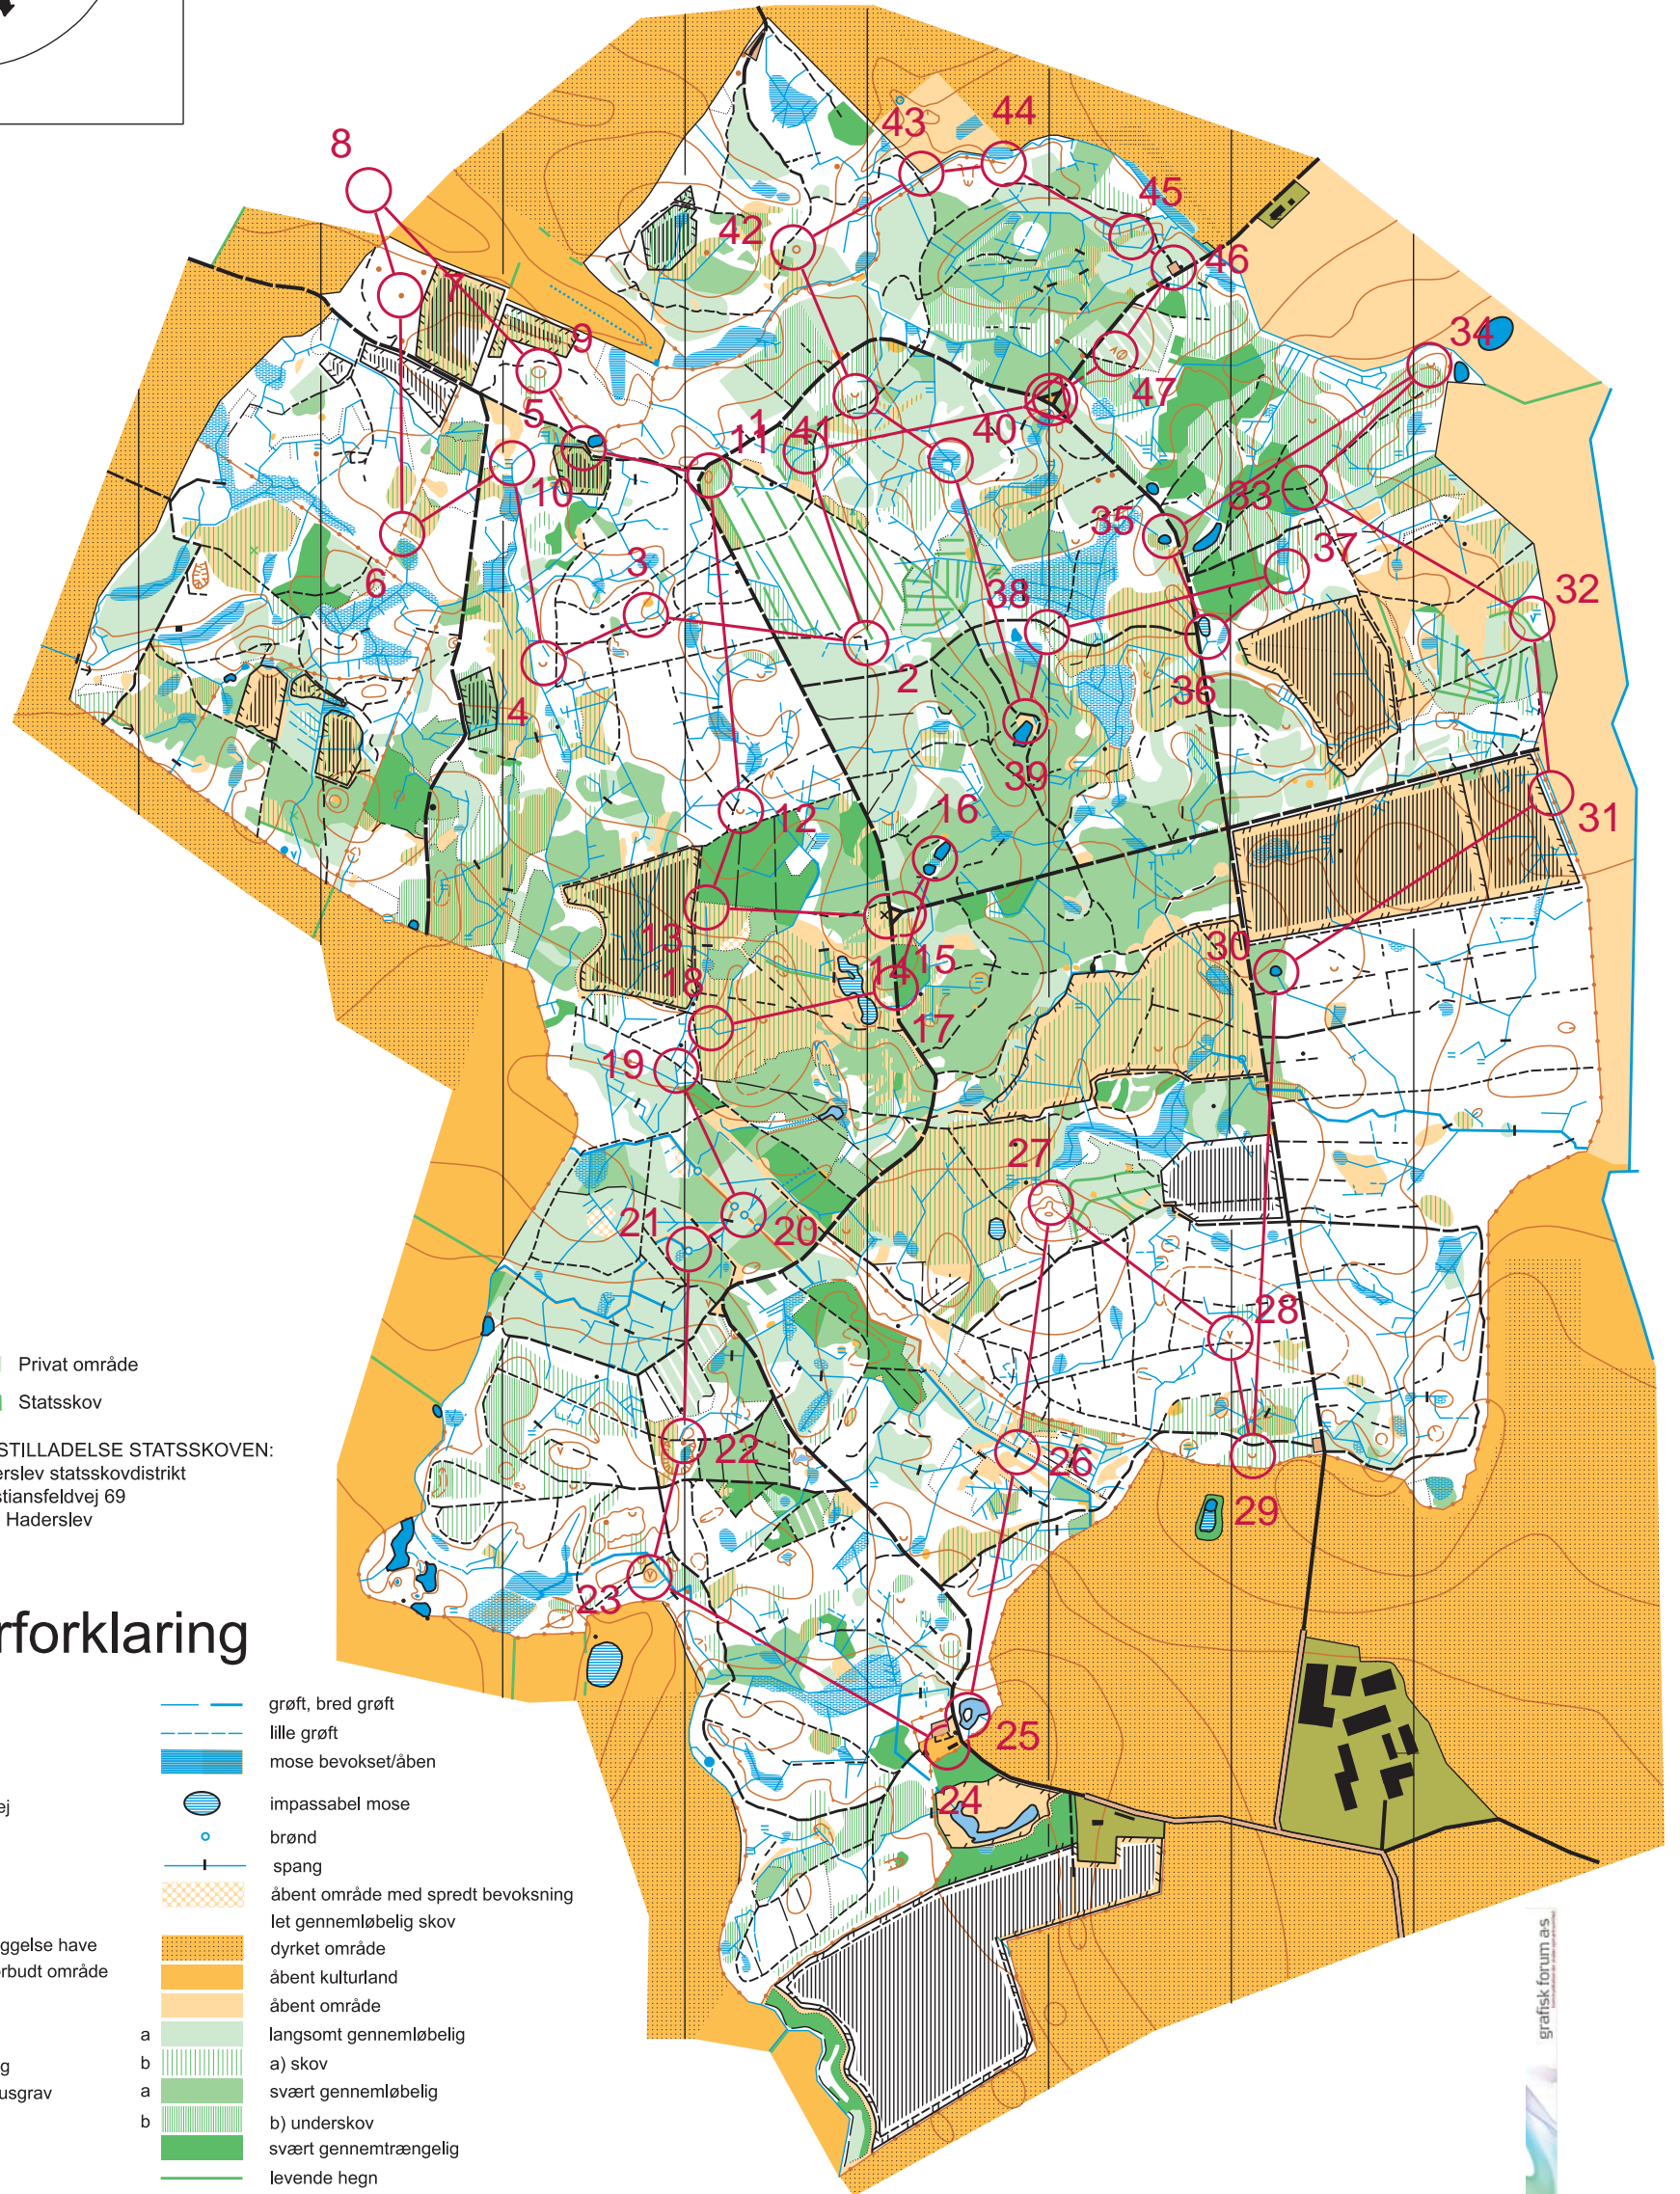 8
43
44
45
42
46
7
9
34
47
5
1
11
41
40
10
33
35
3
37
6
38
32
2
4
36
39
16
12
31
13
30
15
14
18
17
19
27
21
20
28
22
26
29
23
25
24
Privat område
Statsskov
STILLADELSE STATSSKOVEN:
erslev statsskovdistrikt
stiansfeldvej 69
Haderslev
rforklaring
grøft, bred grøft
lille grøft
mose bevokset/åben
ej
impassabel mose
brønd
spang
åbent område med spredt bevoksning
let gennemløbelig skov
ggelse have
dyrket område
orbudt område
åbent kulturland
åbent område
a langsomt gennemløbelig
g
b a) skov
usgrav
a svært gennemløbelig
b b) underskov
svært gennemtrængelig
levende hegn
grafisk forum a·s